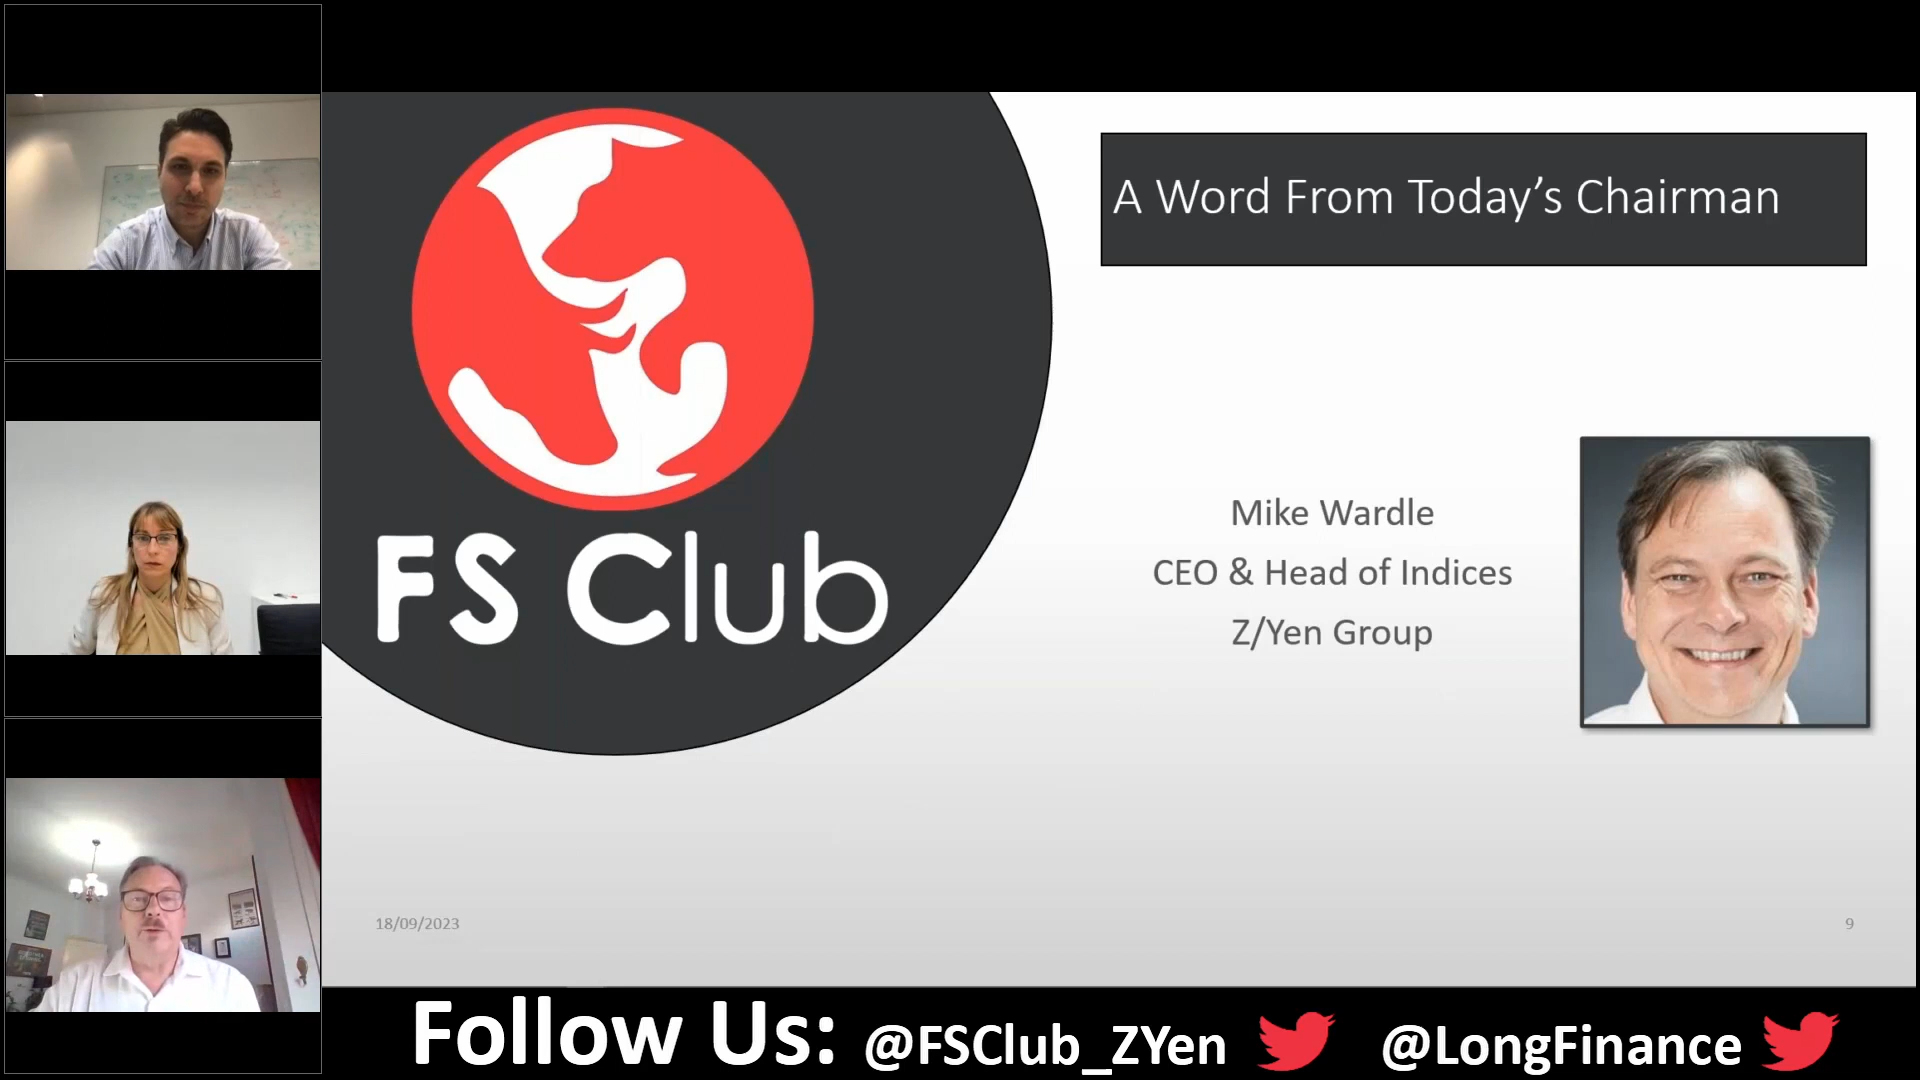 A Word From Today's Chairman
FS Club
Mike Wardle
CEO & Head of Indices
Z/Yen Group
18/09/2023
9
Follow Us: @FSClub_ZYen @LongFinance